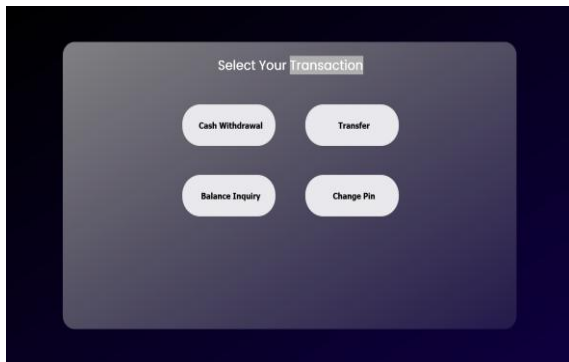 Select Your Transaction
Cash Withdrawal
Transfer
Balance Inquiry
Change Pin